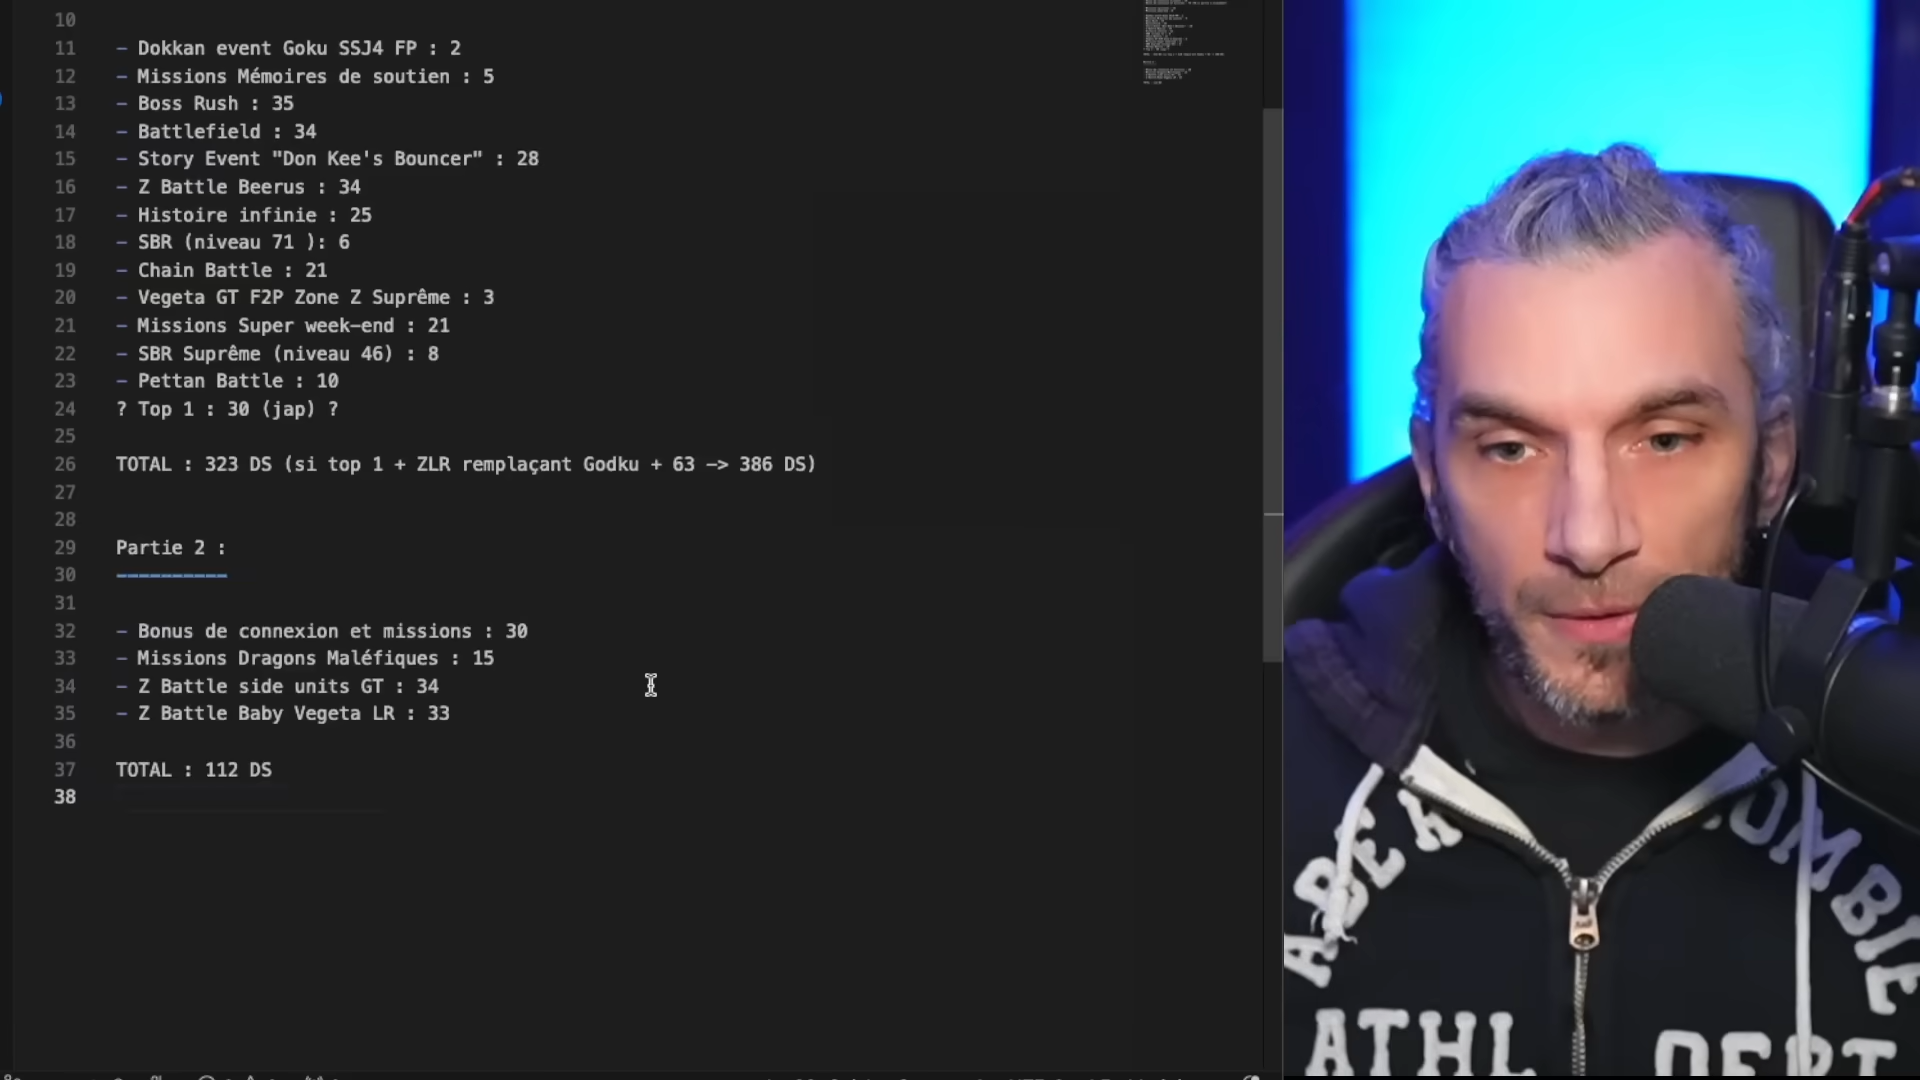 10
11 – Dokkan event Goku SSJ4 FP : 2
12 – Missions Mémoires de soutien : 5
13 – Boss Rush : 35
14 – Battlefield : 34
15 – Story Event "Don Kee's Bouncer" : 28
16 – Z Battle Beerus : 34
17 – Histoire infinie : 25
18 – SBR (niveau 71 ): 6
19 – Chain Battle : 21
20 – Vegeta GT F2P Zone Z Suprême : 3
21 – Missions Super week–end : 21
22 – SBR Suprême (niveau 46) : 8
23 – Pettan Battle : 10
24 ? Top 1 : 30 (jap) ?
25
26 TOTAL : 323 DS (si top 1 + ZLR remplaçant Godku + 63 –> 386 DS)
27
28
29 Partie 2 :
30 ––––––––––
31
32 – Bonus de connexion et missions : 30
33 – Missions Dragons Maléfiques : 15
34 – Z Battle side units GT : 34
35 – Z Battle Baby Vegeta LR : 33
36
37 TOTAL : 112 DS
38
ATHL DEPT